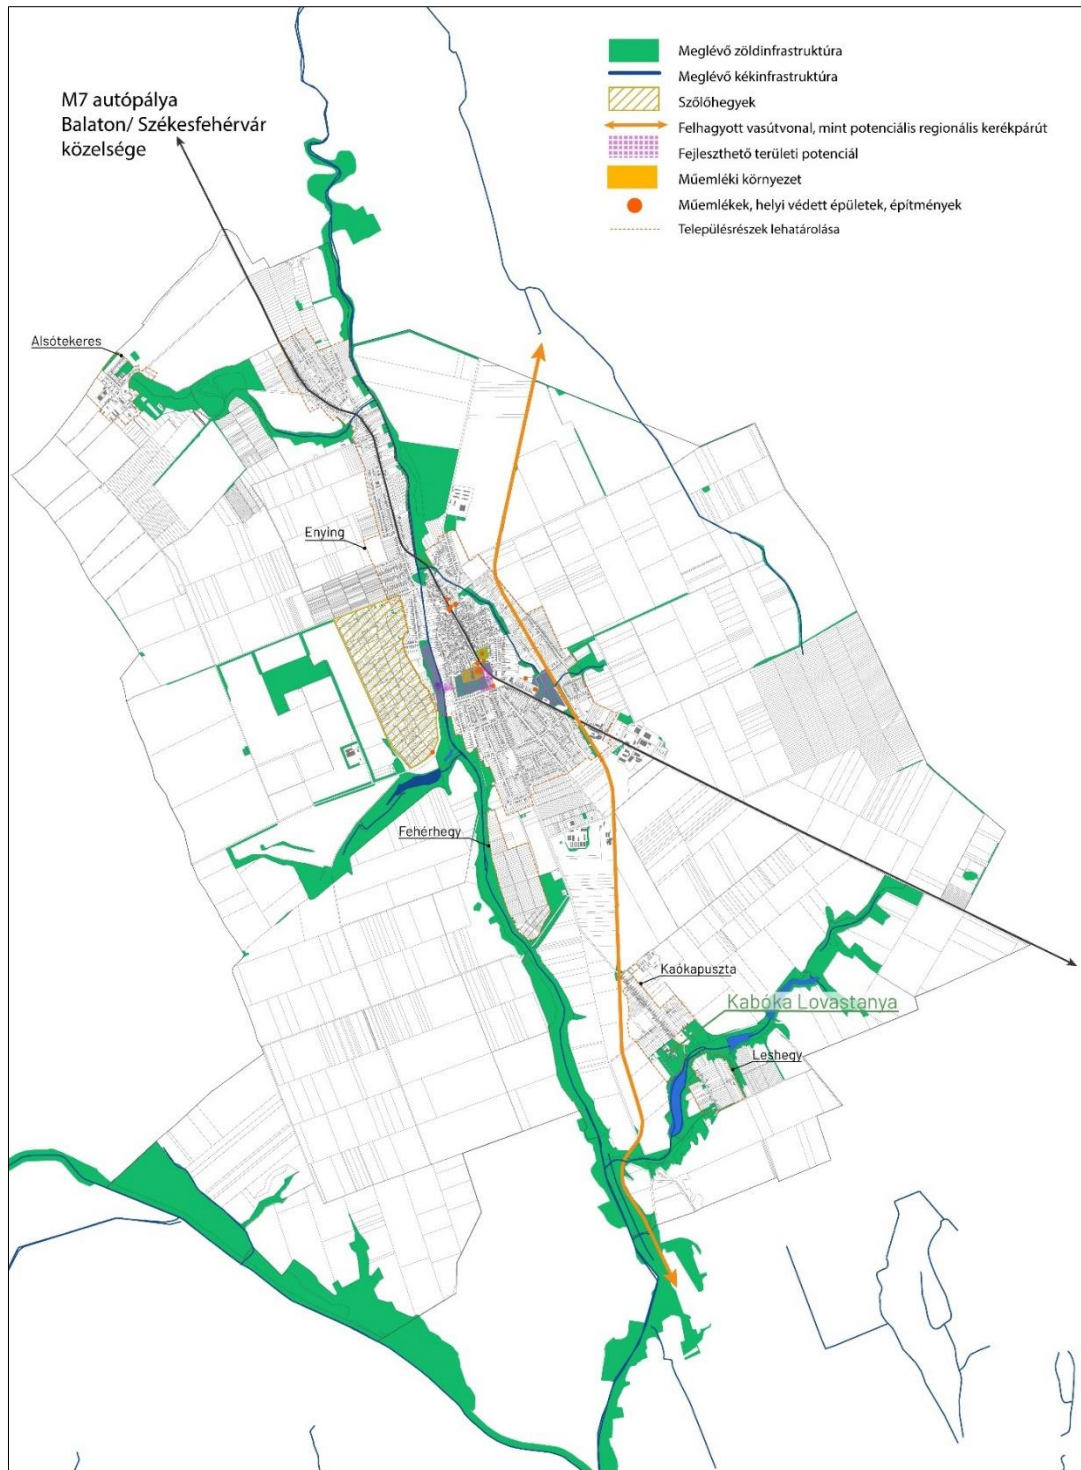 Meglévő zöldinfrastruktúra
Meglévő kékinfrastruktúra
Szőlőhegyek
Felhagyott vasútvonal, mint potenciális regionális kerékpárút
Fejleszthető területi potenciál
Műemléki környezet
Műemlékek, helyi védett épületek, építmények
Településrészek lehatárolása
M7 autópálya
Balaton/ Székesfehérvár
közelsége
Alsótekeres
Enying
Fehérhegy
Kaókapuszta
Kabóka Lovastanya
Leshegy